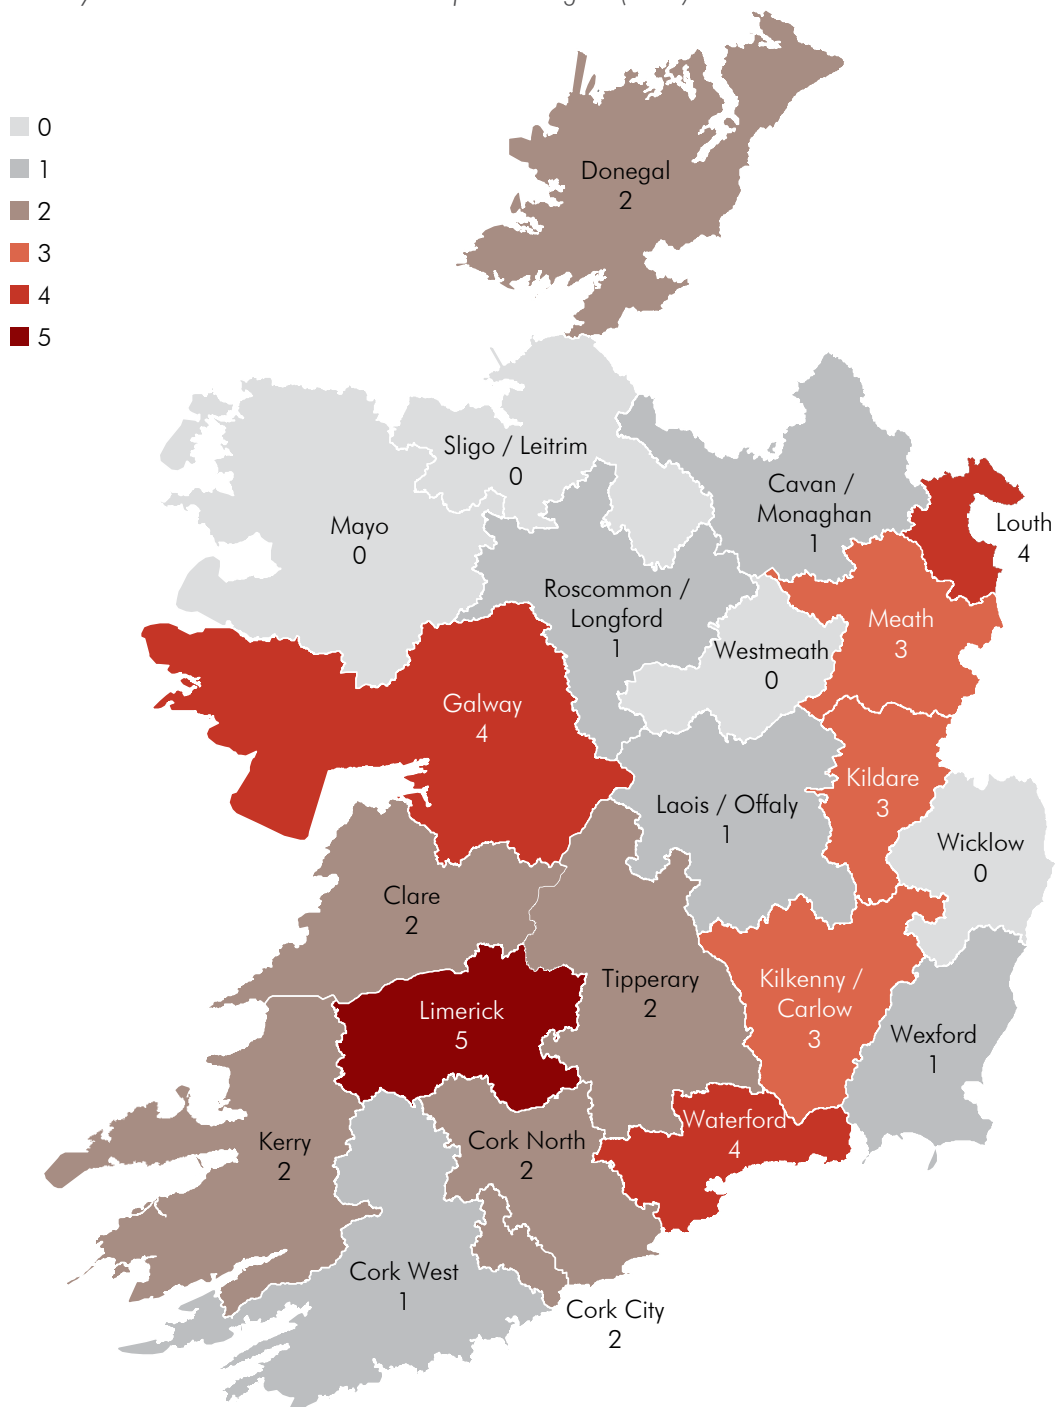 0
1
2
3
4
5
Donegal
2
Sligo / Leitrim
0
Cavan /
Monaghan
1
Louth
4
Mayo
0
Roscommon /
Longford
1
Meath
3
Westmeath
0
Galway
4
Kildare
3
Laois / Offaly
1
Wicklow
0
Clare
2
Tipperary
2
Kilkenny /
Carlow
3
Limerick
5
Wexford
1
Waterford
4
Kerry
2
Cork North
2
Cork West
1
Cork City
2